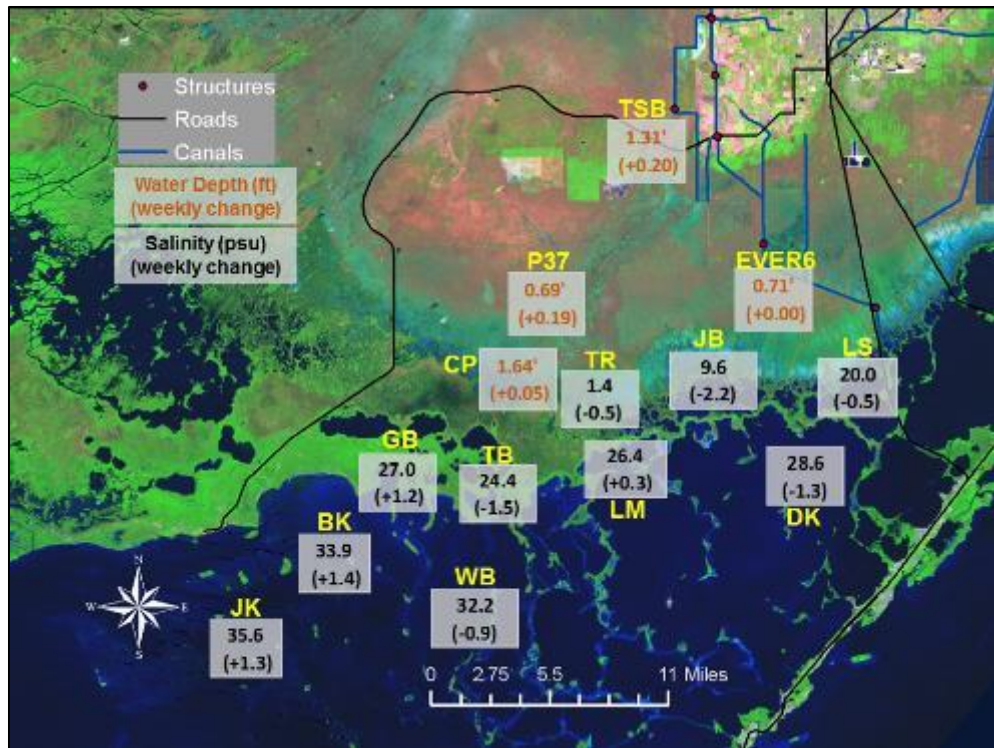 Structures
Roads
Canals
Water Depth (ft)
(weekly change)
Salinity (psu)
(weekly change)
TSB
1.31'
(+0.20)
P37
0.69'
(+0.19)
EVER6
0.71'
(+0.00)
CP
1.64'
(+0.05)
TR
1.4
(-0.5)
JB
9.6
(-2.2)
LS
20.0
(-0.5)
GB
27.0
(+1.2)
TB
24.4
(-1.5)
26.4
(+0.3)
LM
28.6
(-1.3)
DK
BK
33.9
(+1.4)
WB
32.2
(-0.9)
JK
35.6
(+1.3)
N
W E
S
0 2.75 5.5 11 Miles